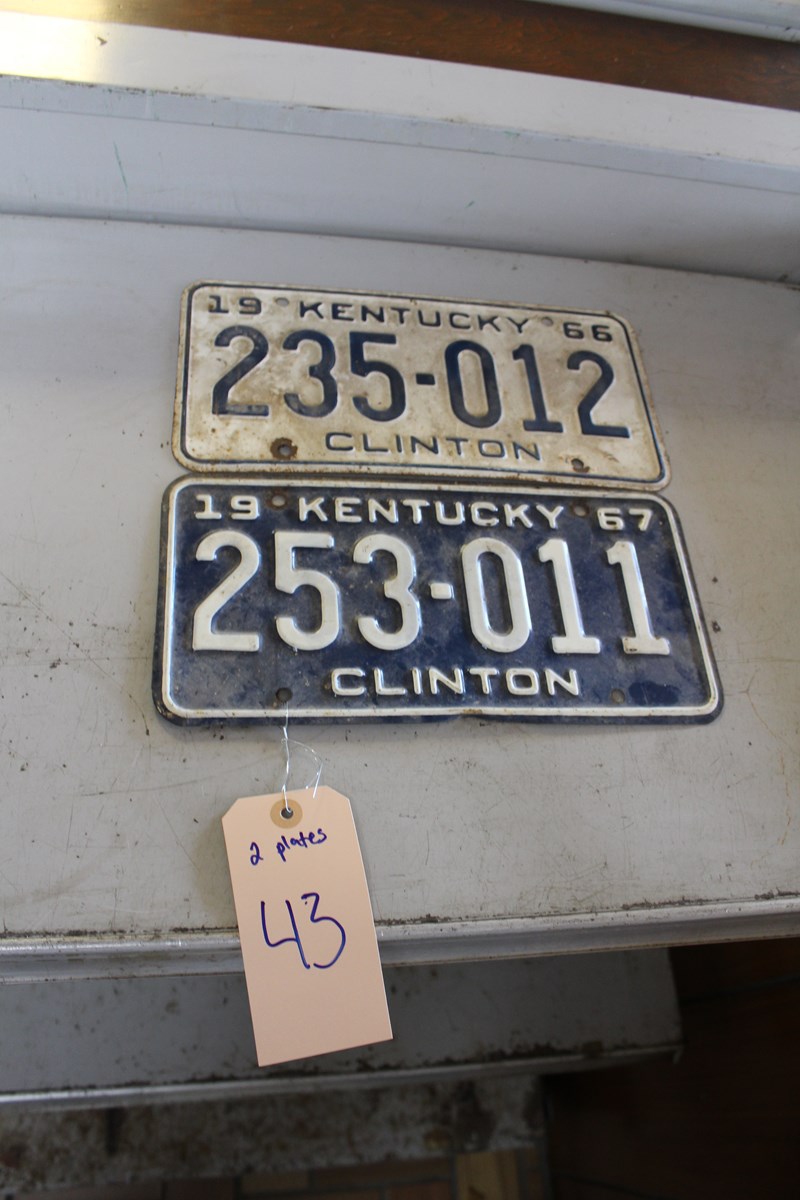 19 KENTUCKY 66
235-012
CLINTON
19 KENTUCKY 67
253-011
CLINTON
2 plates
43